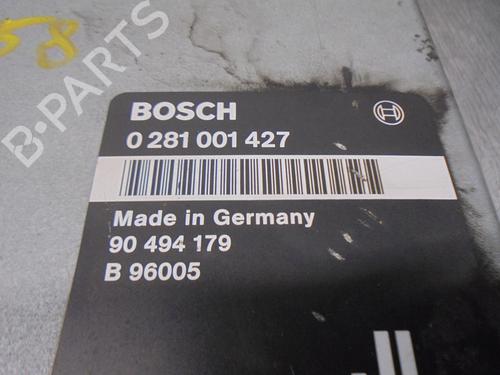 58
B-PARTS
BOSCH
0 281 001 427
Made in Germany
90 494 179
B 96005